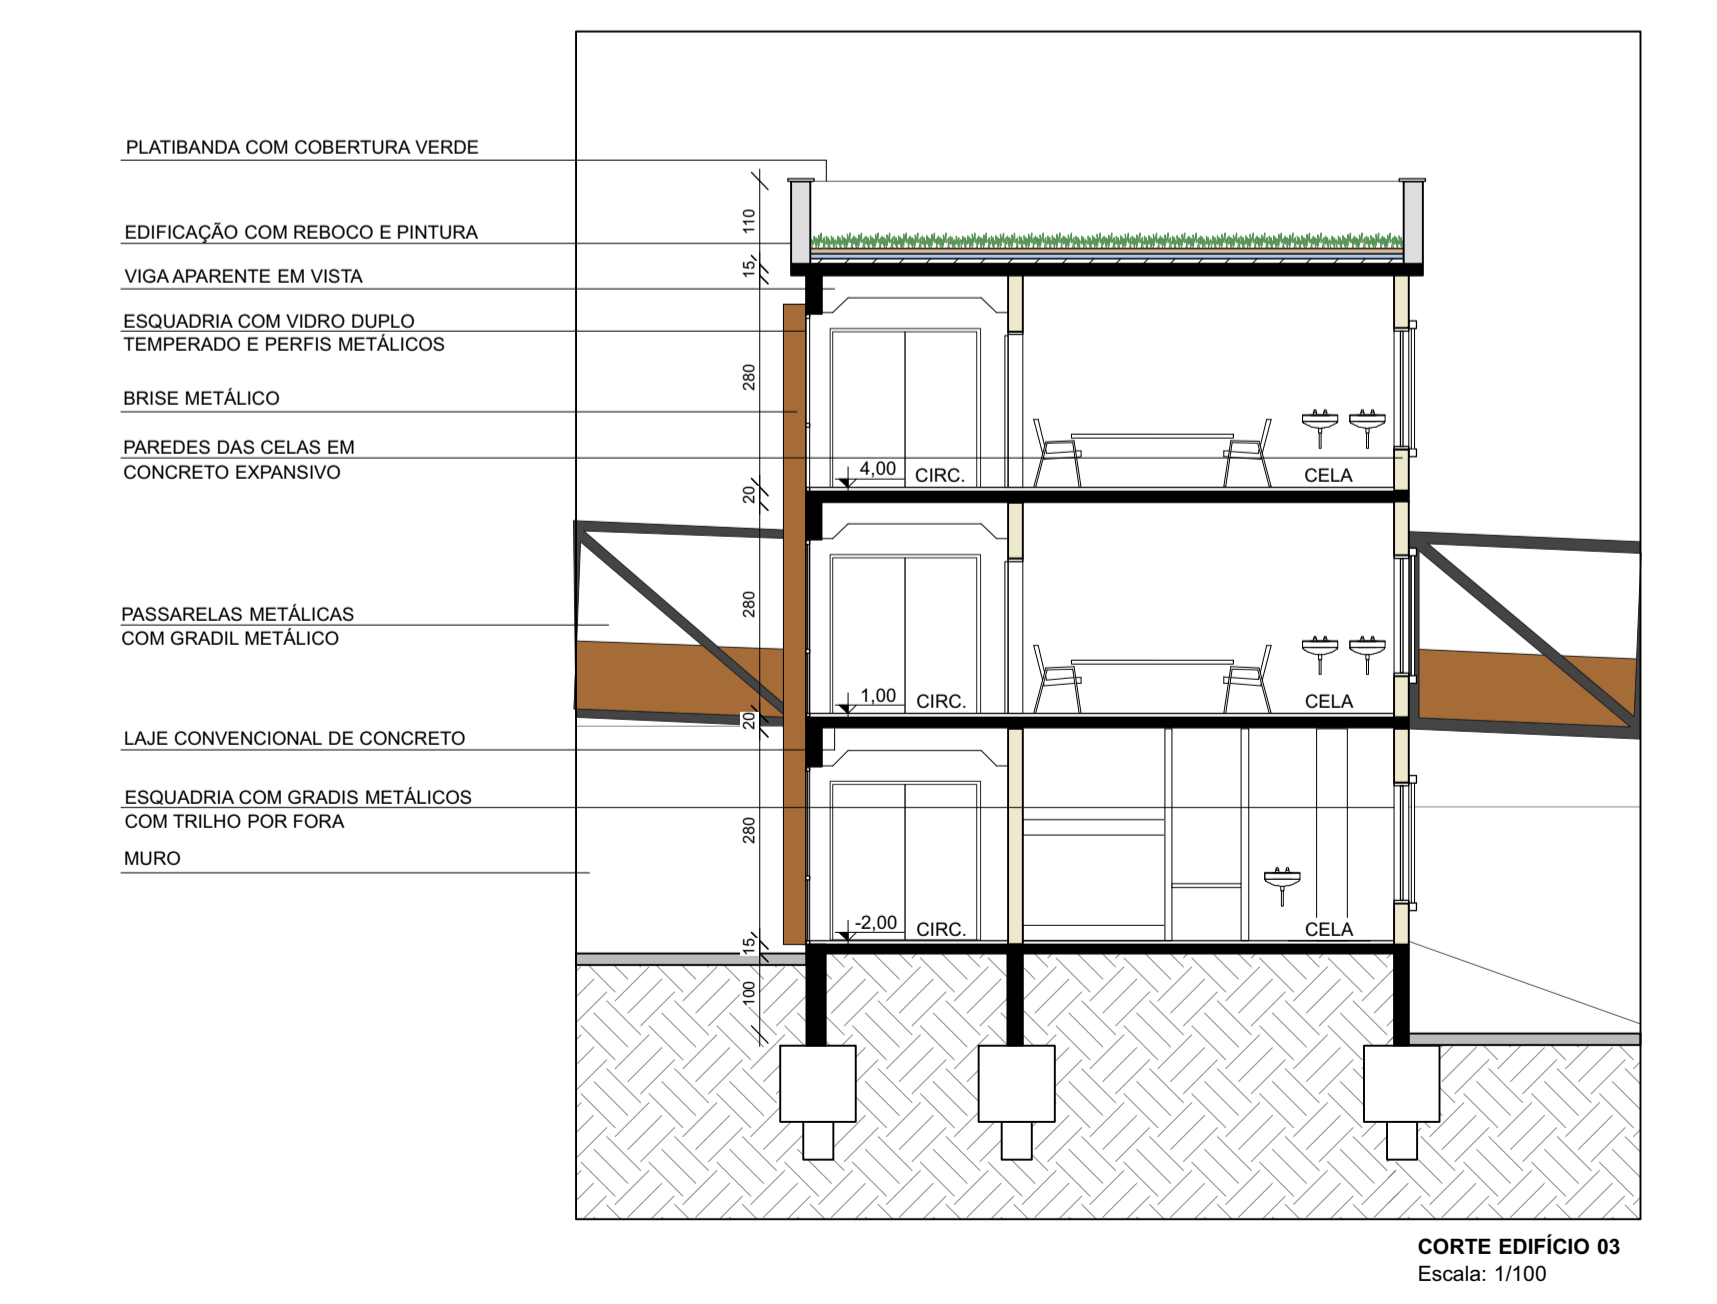 PLATIBANDA COM COBERTURA VERDE
EDIFICAÇÃO COM REBOCO E PINTURA
VIGA APARENTE EM VISTA
ESQUADRIA COM VIDRO DUPLO
TEMPERADO E PERFIS METÁLICOS
BRISE METÁLICO
PAREDES DAS CELAS EM
CONCRETO EXPANSIVO
PASSARELAS METÁLICAS
COM GRADIL METÁLICO
LAJE CONVENCIONAL DE CONCRETO
ESQUADRIA COM GRADIS METÁLICOS
COM TRILHO POR FORA
MURO
110
15
280
20
280
20
280
15
100
4,00
CIRC.
CELA
1,00
CIRC.
CELA
-2,00
CIRC.
CELA
CORTE EDIFÍCIO 03
Escala: 1/100